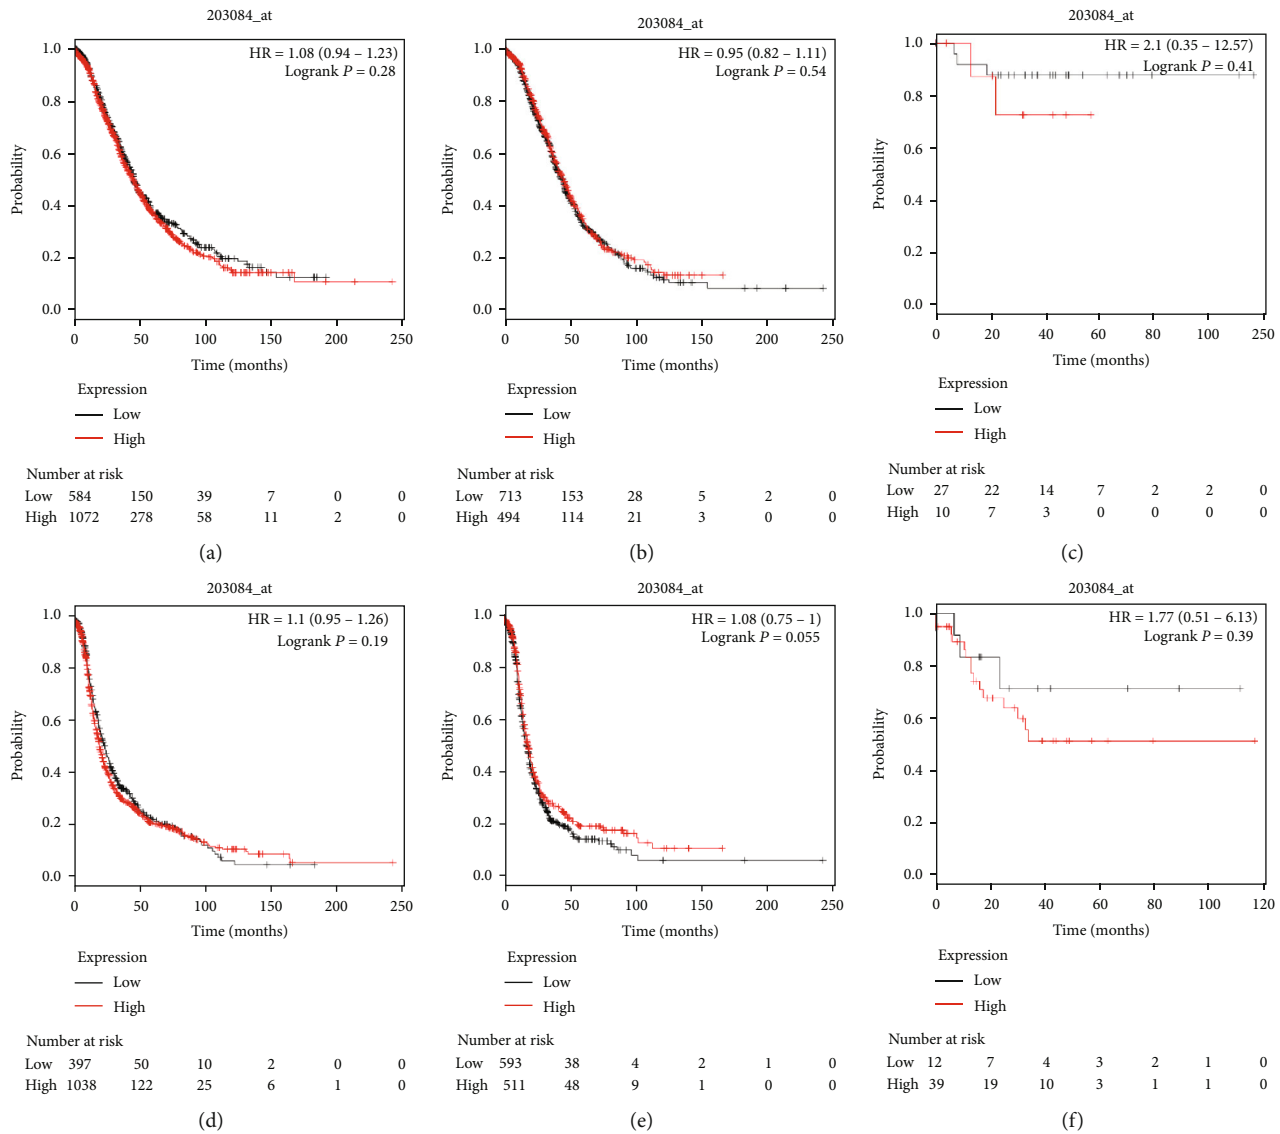 203084_at
HR = 1.08 (0.94 – 1.23)
Logrank P = 0.28
Probability
1.0
0.8
0.6
0.4
0.2
0.0
0 50 100 150 200 250
Time (months)
Expression
Low
High
Number at risk
Low 584 150 39 7 0 0
High 1072 278 58 11 2 0
(a)
203084_at
HR = 0.95 (0.82 – 1.11)
Logrank P = 0.54
Probability
1.0
0.8
0.6
0.4
0.2
0.0
0 50 100 150 200 250
Time (months)
Expression
Low
High
Number at risk
Low 713 153 28 5 2 0
High 494 114 21 3 0 0
(b)
203084_at
HR = 2.1 (0.35 – 12.57)
Logrank P = 0.41
Probability
1.0
0.8
0.6
0.4
0.2
0.0
0 20 40 60 80 100 250
Time (months)
Expression
Low
High
Number at risk
Low 27 22 14 7 2 2 0
High 10 7 3 0 0 0 0
(c)
203084_at
HR = 1.1 (0.95 – 1.26)
Logrank P = 0.19
Probability
1.0
0.8
0.6
0.4
0.2
0.0
0 50 100 150 200 250
Time (months)
Expression
Low
High
Number at risk
Low 397 50 10 2 0 0
High 1038 122 25 6 1 0
(d)
203084_at
HR = 1.08 (0.75 – 1)
Logrank P = 0.055
Probability
1.0
0.8
0.6
0.4
0.2
0.0
0 50 100 150 200 250
Time (months)
Expression
Low
High
Number at risk
Low 593 38 4 2 1 0
High 511 48 9 1 0 0
(e)
203084_at
HR = 1.77 (0.51 – 6.13)
Logrank P = 0.39
Probability
1.0
0.8
0.6
0.4
0.2
0.0
0 20 40 60 80 100 120
Time (months)
Expression
Low
High
Number at risk
Low 12 7 4 3 2 1 0
High 39 19 10 3 1 1 0
(f)